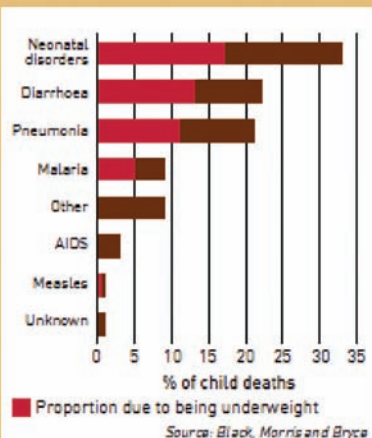 Neonatal
disorders
Diarrhoea
Pneumonia
Malaria
Other
AIDS
Measles
Unknown
0 5 10 15 20 25 30 35
% of child deaths
Proportion due to being underweight
Source: Black, Morris and Bryce